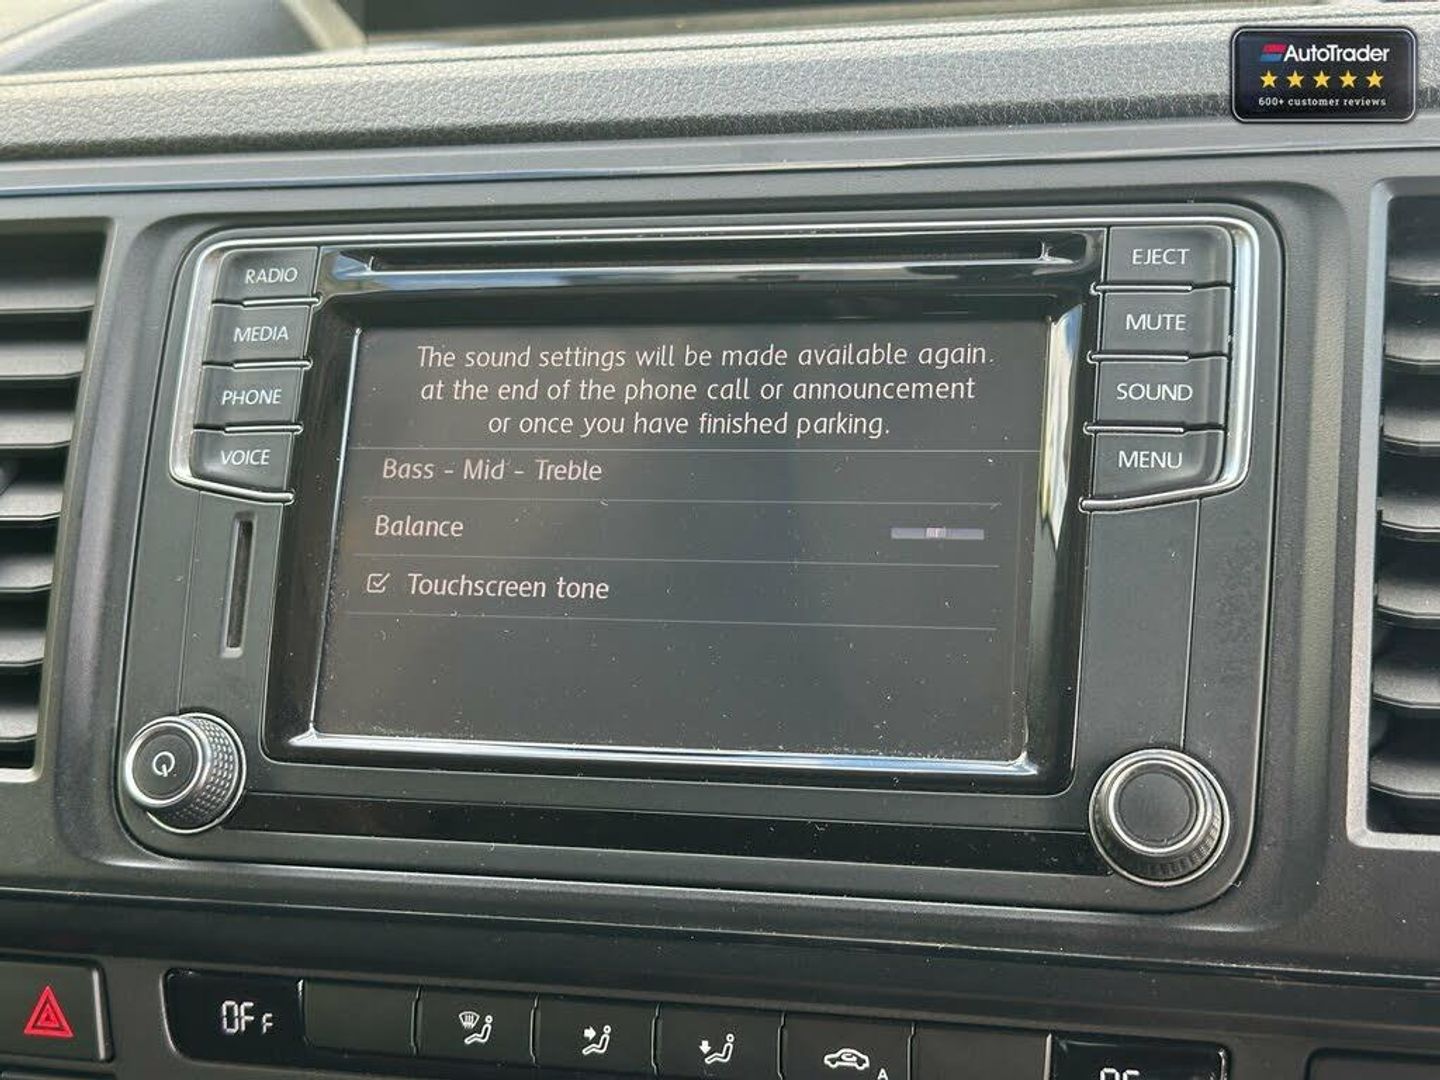 AutoTrader
600+ customer reviews
RADIO
MEDIA
PHONE
VOICE
EJECT
MUTE
SOUND
MENU
The sound settings will be made available again.
at the end of the phone call or announcement
or once you have finished parking.
Bass - Mid - Treble
Balance
Touchscreen tone
OFF
A